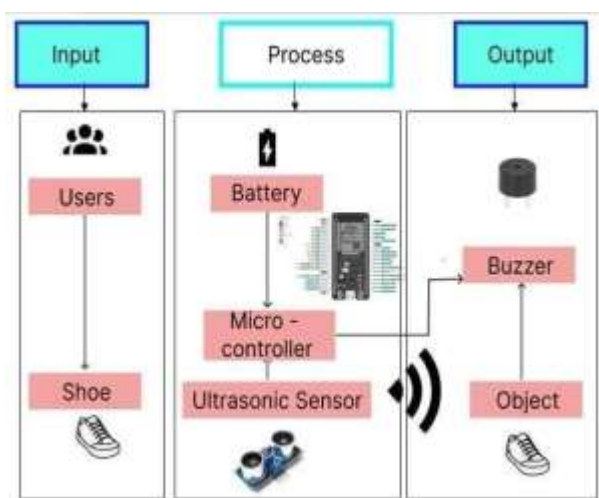 Input
Process
Output
Users
Battery
Buzzer
Micro -
controller
Shoe
Ultrasonic Sensor
Object